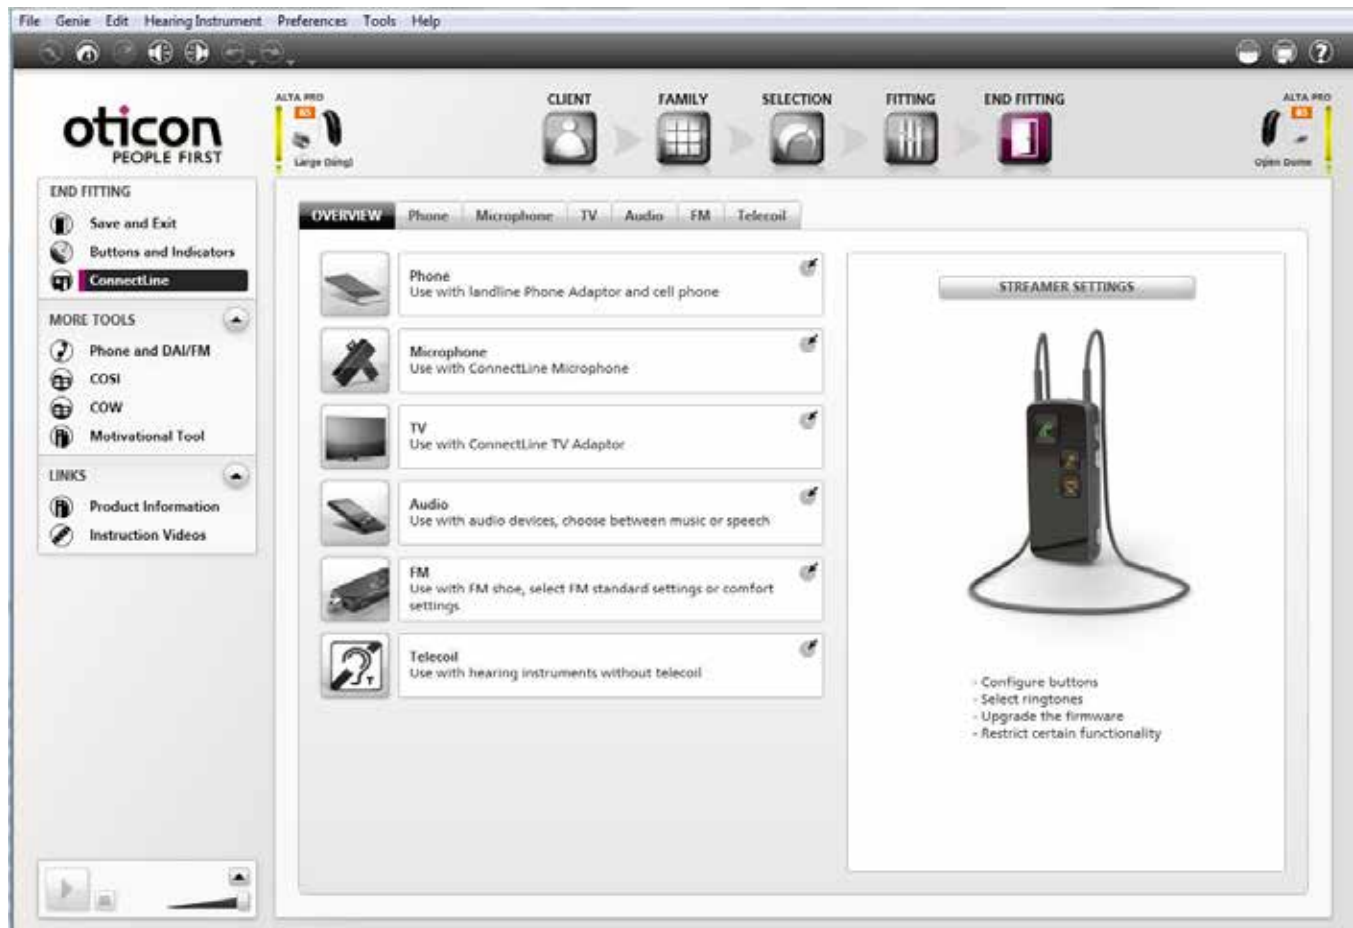 File Genie Edit Hearing Instrument Preferences Tools Help
oticon
PEOPLE FIRST
ALTA PRO
85
Large
CLIENT
FAMILY
SELECTION
FITTING
END FITTING
ALTA PRO
85
Open Dome
END FITTING
Save and Exit
Buttons and Indicators
ConnectLine
MORE TOOLS
Phone and DAI/FM
COSI
COW
Motivational Tool
LINKS
Product Information
Instruction Videos
OVERVIEW Phone Microphone TV Audio FM Telecoil
Phone
Use with landline Phone Adaptor and cell phone
Microphone
Use with ConnectLine Microphone
TV
Use with ConnectLine TV Adaptor
Audio
Use with audio devices, choose between music or speech
FM
Use with FM shoe, select FM standard settings or comfort
settings
Telecoil
Use with hearing instruments without telecoil
T
STREAMER SETTINGS
- Configure buttons
- Select ringtones
- Upgrade the firmware
- Restrict certain functionality